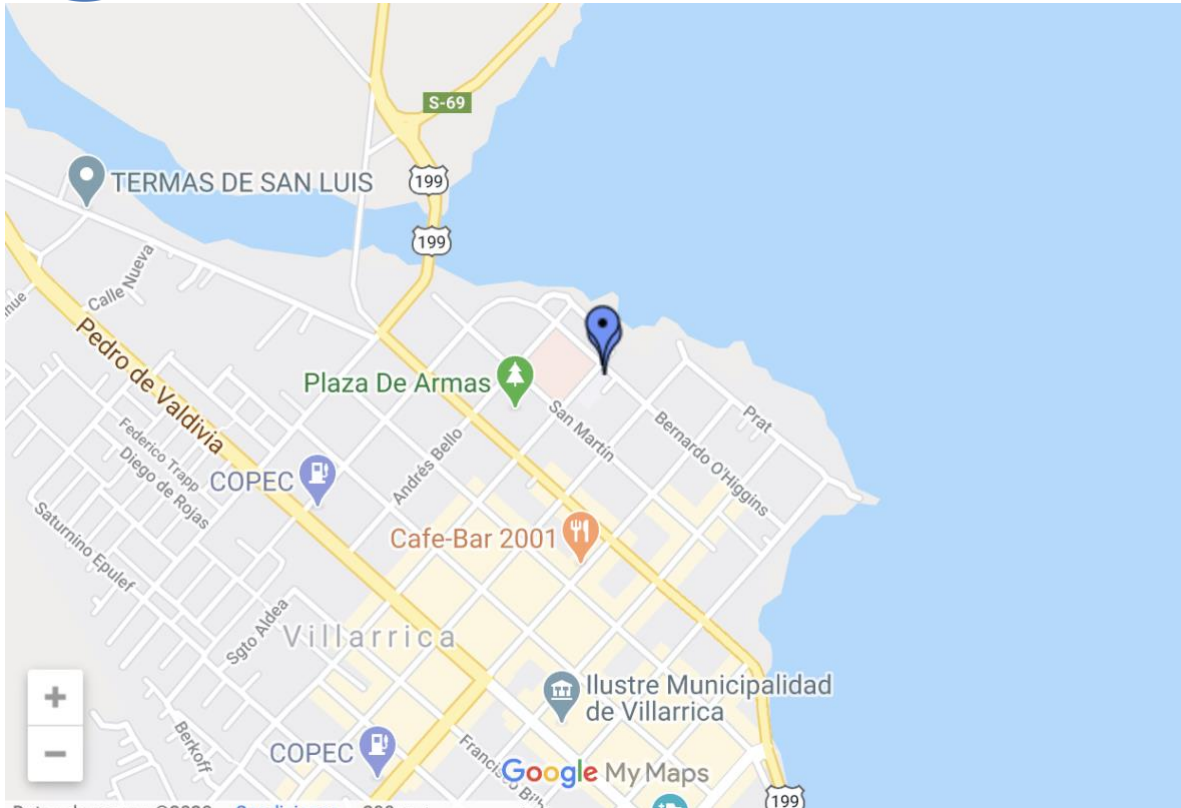 S-69
TERMAS DE SAN LUIS
199
199
Calle Nueva
Pedro de Valdivia
Plaza De Armas
San Martín
Prat
Bernardo O'Higgins
Federico Trapp
Diego de Rojas
COPEC
Andrés Bello
Saturnino Epulef
Cafe-Bar 2001
Sgto Aldea
Villarrica
Ilustre Municipalidad
de Villarrica
+
−
Berkoff
COPEC
Francisco
Google My Maps
199